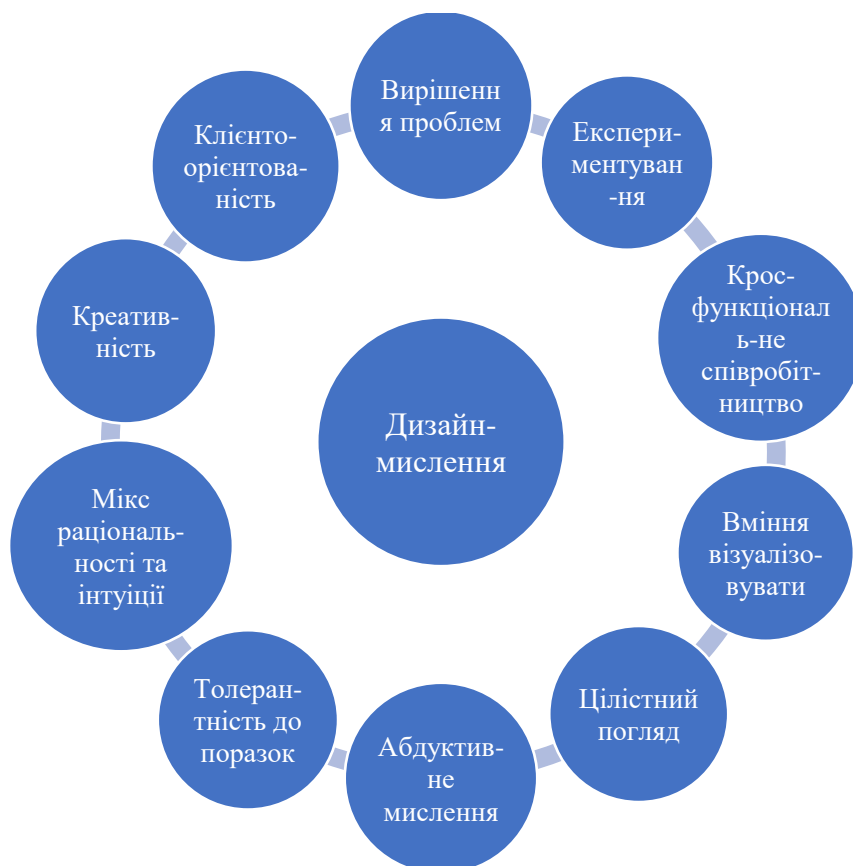 Вирішенн
я проблем
Експери-
ментуван
-ня
Крос-
функціонал
ь-не
співробіт-
ництво
Вміння
візуалізо-
вувати
Цілістний
погляд
Абдуктив-
не
мислення
Толеран-
тність до
поразок
Мікс
раціональ-
ності та
інтуіції
Креатив-
ність
Клієнто-
орієнтова-
ність
Дизайн-
мислення